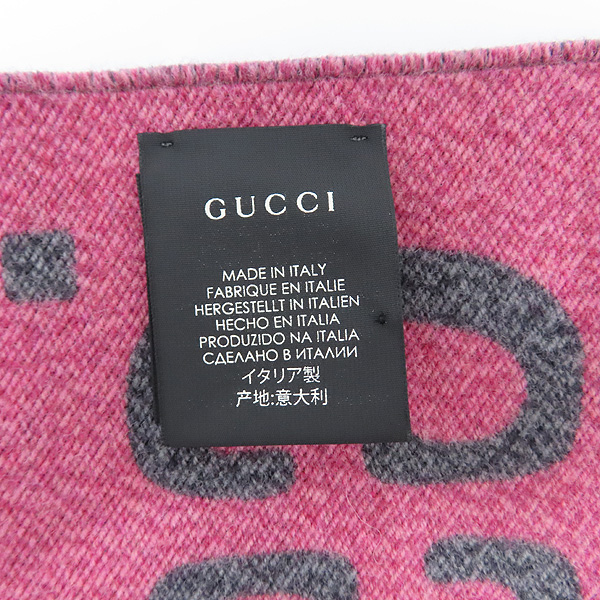 GUCCI
MADE IN ITALY
FABRIQUE EN ITALIE
HERGESTELLT IN ITALIEN
HECHO EN ITALIA
PRODUZIDO NA ITALIA
СДЕЛАНО В ИТАЛИИ
イタリア製
产地:意大利